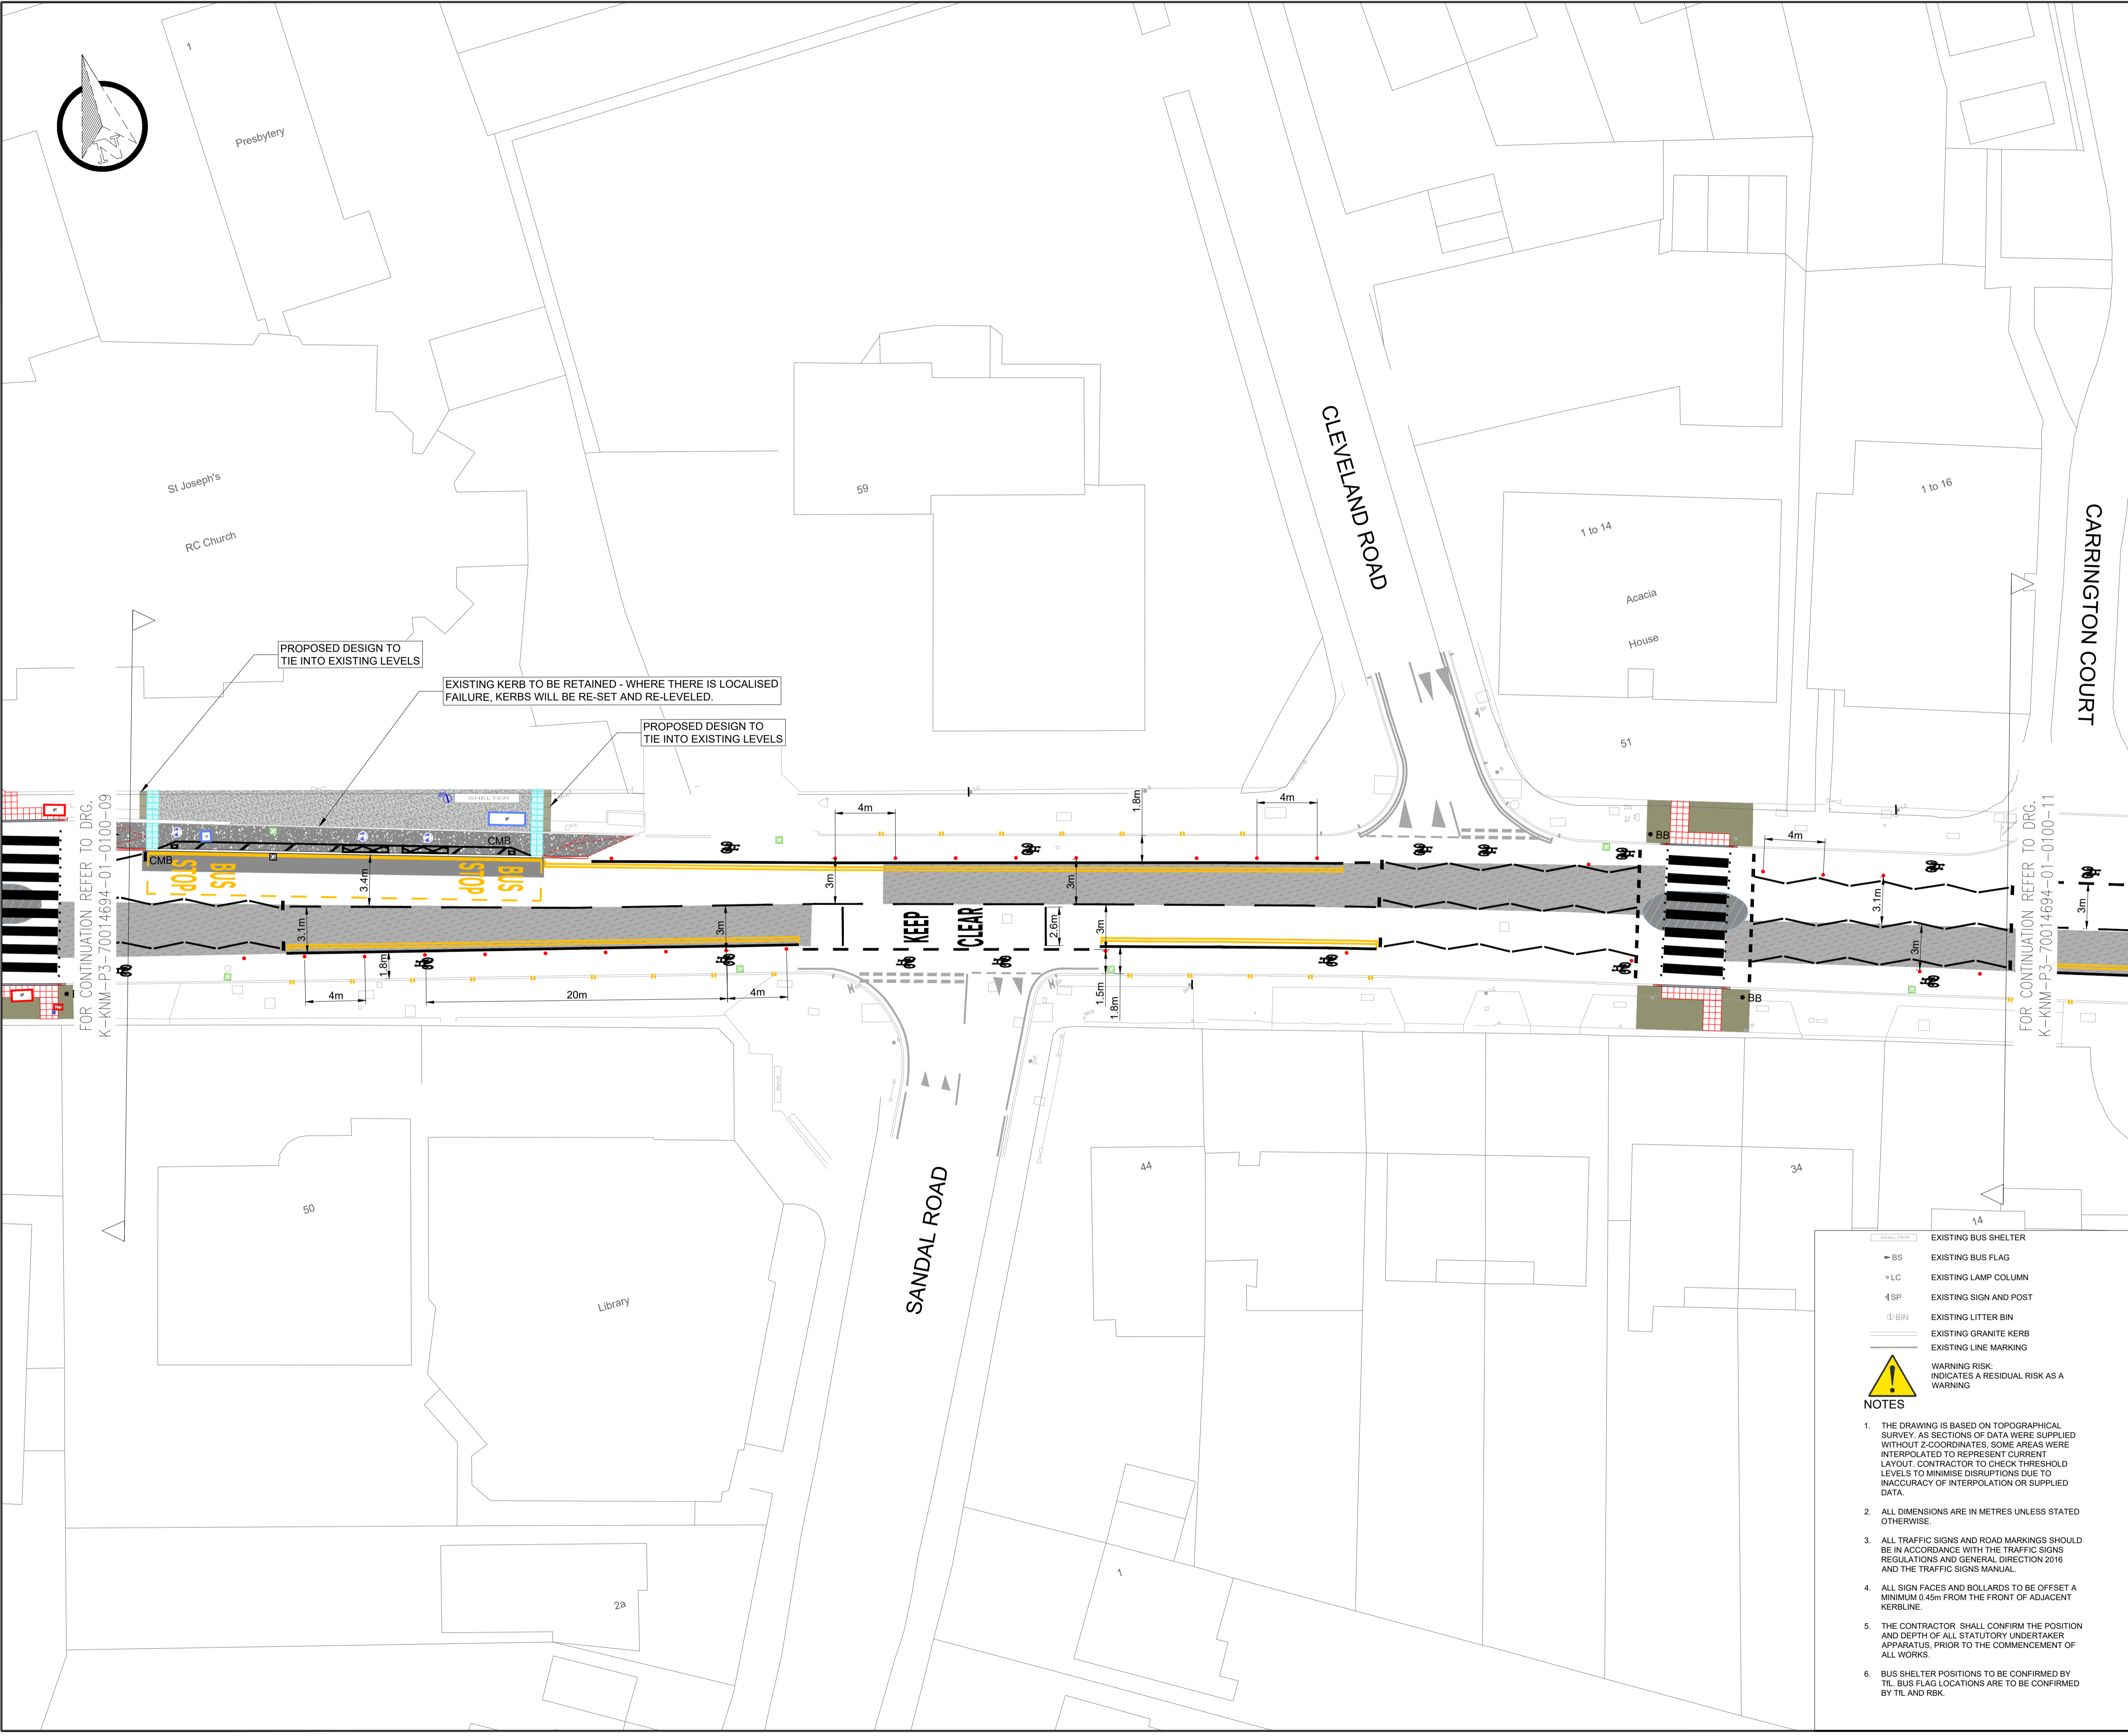 N
1
Presbytery
St Joseph's
RC Church
59
CLEVELAND ROAD
1 to 14
Acacia
House
51
1 to 16
CARRINGTON COURT
PROPOSED DESIGN TO
TIE INTO EXISTING LEVELS
EXISTING KERB TO BE RETAINED - WHERE THERE IS LOCALISED
FAILURE, KERBS WILL BE RE-SET AND RE-LEVELED.
PROPOSED DESIGN TO
TIE INTO EXISTING LEVELS
FOR CONTINUATION REFER TO DRG.
K-KNM-P3-70014694-01-0100-09
FOR CONTINUATION REFER TO DRG.
K-KNM-P3-70014694-01-0100-11
SHELTER
CMB
CMB
BUS
STOP
BUS
STOP
LC
4m
1.8m
4m
BB
4m
LC
3.4m
3m
3m
3.1m
3m
3.1m
3m
KEEP
CLEAR
2.6m
3m
3m
1.8m
4m
20m
4m
1.5m
1.8m
SP
SP
LC
BB
Bench
50
Library
SANDAL ROAD
44
34
14
2a
1
SHELTER EXISTING BUS SHELTER
BS EXISTING BUS FLAG
LC EXISTING LAMP COLUMN
SP EXISTING SIGN AND POST
BIN EXISTING LITTER BIN
EXISTING GRANITE KERB
EXISTING LINE MARKING
WARNING RISK:
INDICATES A RESIDUAL RISK AS A
WARNING
NOTES
1. THE DRAWING IS BASED ON TOPOGRAPHICAL
SURVEY. AS SECTIONS OF DATA WERE SUPPLIED
WITHOUT Z-COORDINATES, SOME AREAS WERE
INTERPOLATED TO REPRESENT CURRENT
LAYOUT. CONTRACTOR TO CHECK THRESHOLD
LEVELS TO MINIMISE DISRUPTIONS DUE TO
INACCURACY OF INTERPOLATION OR SUPPLIED
DATA.
2. ALL DIMENSIONS ARE IN METRES UNLESS STATED
OTHERWISE.
3. ALL TRAFFIC SIGNS AND ROAD MARKINGS SHOULD
BE IN ACCORDANCE WITH THE TRAFFIC SIGNS
REGULATIONS AND GENERAL DIRECTION 2016
AND THE TRAFFIC SIGNS MANUAL.
4. ALL SIGN FACES AND BOLLARDS TO BE OFFSET A
MINIMUM 0.45m FROM THE FRONT OF ADJACENT
KERBLINE.
5. THE CONTRACTOR SHALL CONFIRM THE POSITION
AND DEPTH OF ALL STATUTORY UNDERTAKER
APPARATUS, PRIOR TO THE COMMENCEMENT OF
ALL WORKS.
6. BUS SHELTER POSITIONS TO BE CONFIRMED BY
TfL. BUS FLAG LOCATIONS ARE TO BE CONFIRMED
BY TfL AND RBK.